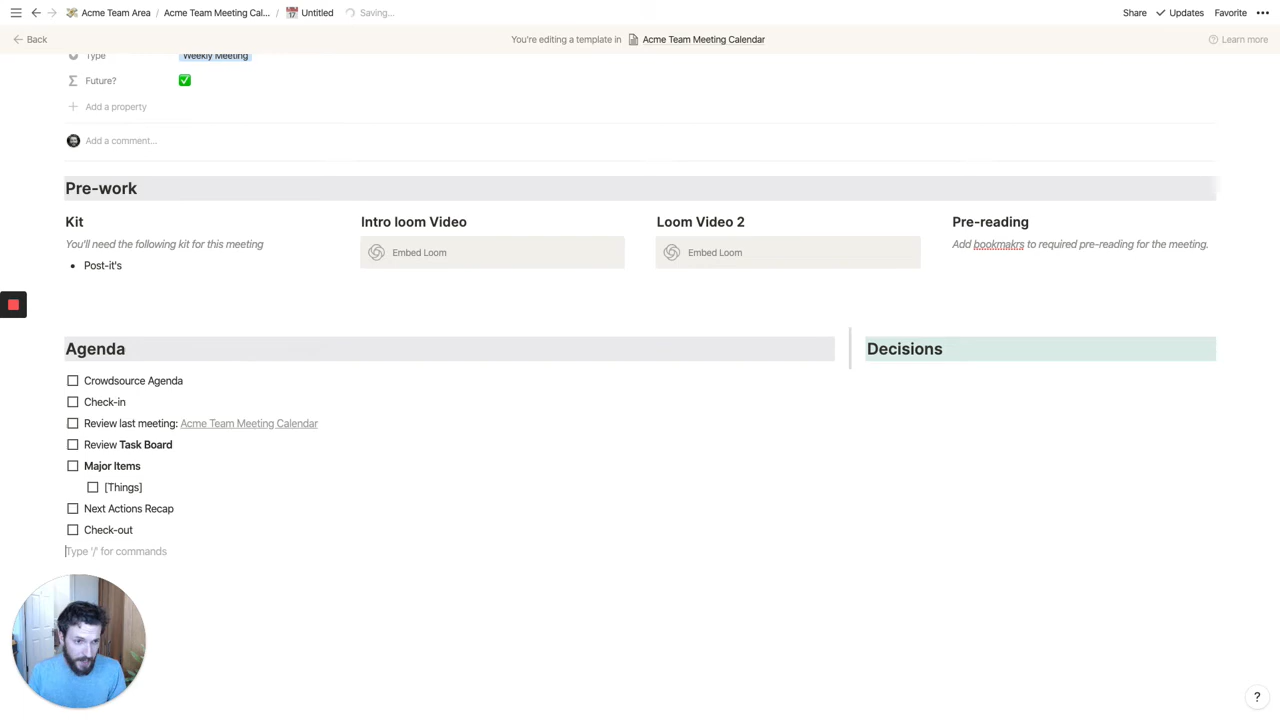 Acme Team Area / Acme Team Meeting Cal... / Untitled Saving... Share Updates Favorite
Back You're editing a template in Acme Team Meeting Calendar Learn more
Type Weekly Meeting
Future?
Add a property
Add a comment...
Pre-work
Kit Intro loom Video Loom Video 2 Pre-reading
You'll need the following kit for this meeting Embed Loom Embed Loom Add bookmakrs to required pre-reading for the meeting.
• Post-it's
Agenda Decisions
Crowdsource Agenda
Check-in
Review last meeting: Acme Team Meeting Calendar
Review Task Board
Major Items
[Things]
Next Actions Recap
Check-out
Type '/' for commands
?